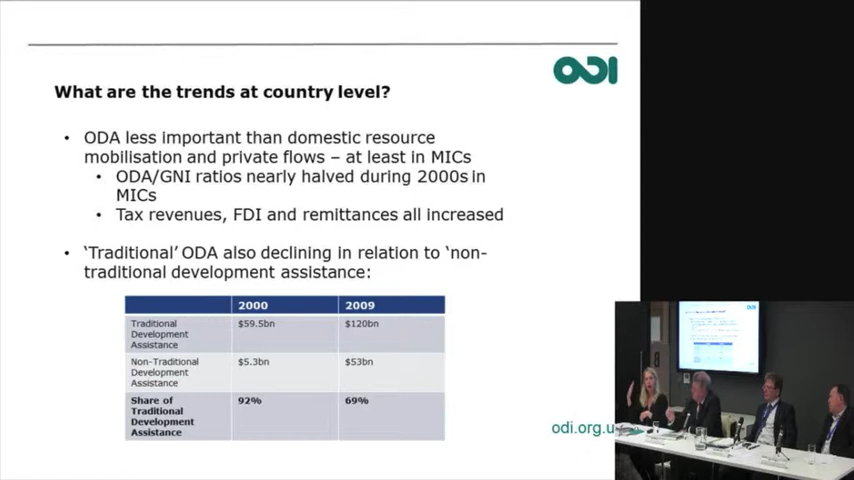 ODI
What are the trends at country level?
• ODA less important than domestic resource
mobilisation and private flows – at least in MICs
• ODA/GNI ratios nearly halved during 2000s in
MICs
• Tax revenues, FDI and remittances all increased
• ‘Traditional’ ODA also declining in relation to ‘non-
traditional development assistance:
2000 2009
Traditional
Development
Assistance
$59.5bn $120bn
Non-Traditional
Development
Assistance
$5.3bn $53bn
Share of
Traditional
Development
Assistance
92% 69%
odi.org.u